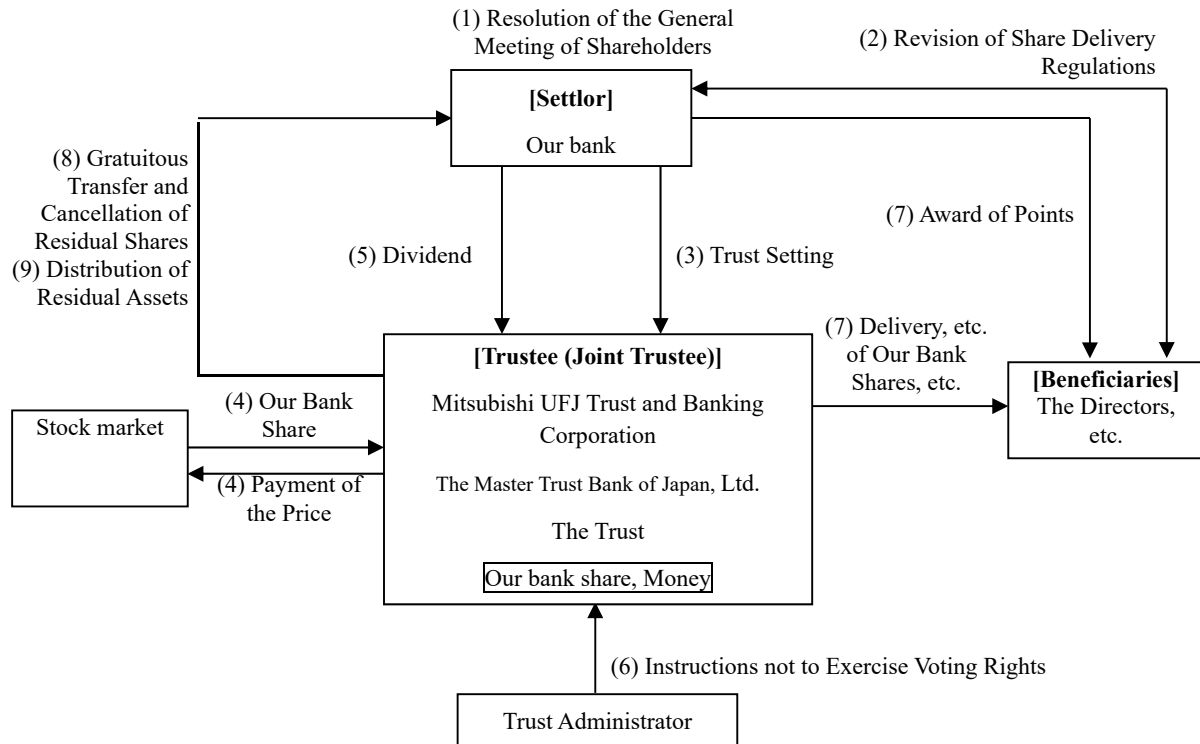 (1) Resolution of the General
Meeting of Shareholders
(2) Revision of Share Delivery
Regulations
[Settlor]
Our bank
(8) Gratuitous
Transfer and
Cancellation of
Residual Shares
(9) Distribution of
Residual Assets
(7) Award of Points
(5) Dividend
(3) Trust Setting
(7) Delivery, etc.
of Our Bank
Shares, etc.
[Trustee (Joint Trustee)]
Mitsubishi UFJ Trust and Banking
Corporation
The Master Trust Bank of Japan, Ltd.
The Trust
Our bank share, Money
[Beneficiaries]
The Directors,
etc.
(4) Our Bank
Share
Stock market
(4) Payment of
the Price
(6) Instructions not to Exercise Voting Rights
Trust Administrator